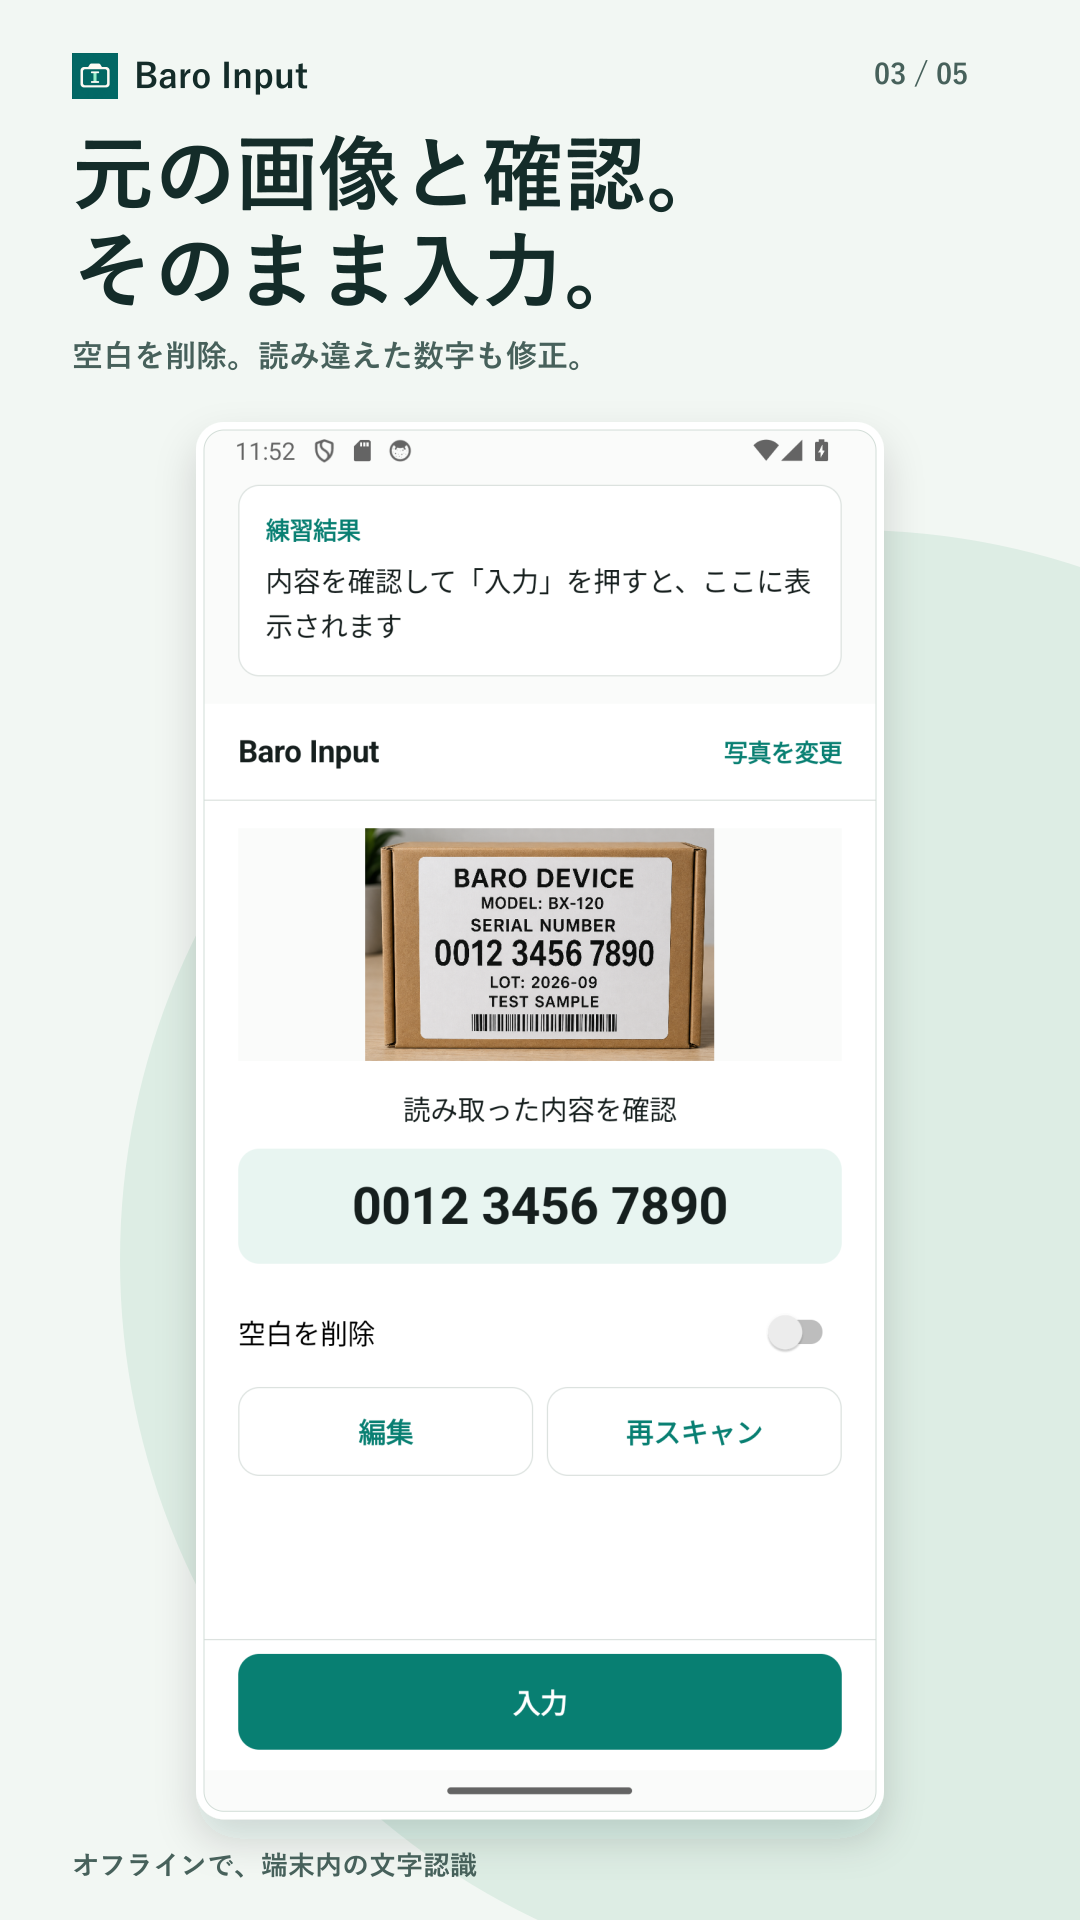 Baro Input
03 / 05
元の画像と確認。
そのまま入力。
空白を削除。読み違えた数字も修正。
11:52
練習結果
内容を確認して「入力」を押すと、ここに表
示されます
Baro Input
写真を変更
BARO DEVICE
MODEL: BX-120
SERIAL NUMBER
0012 3456 7890
LOT: 2026-09
TEST SAMPLE
読み取った内容を確認
0012 3456 7890
空白を削除
編集
再スキャン
入力
オフラインで、端末内の文字認識